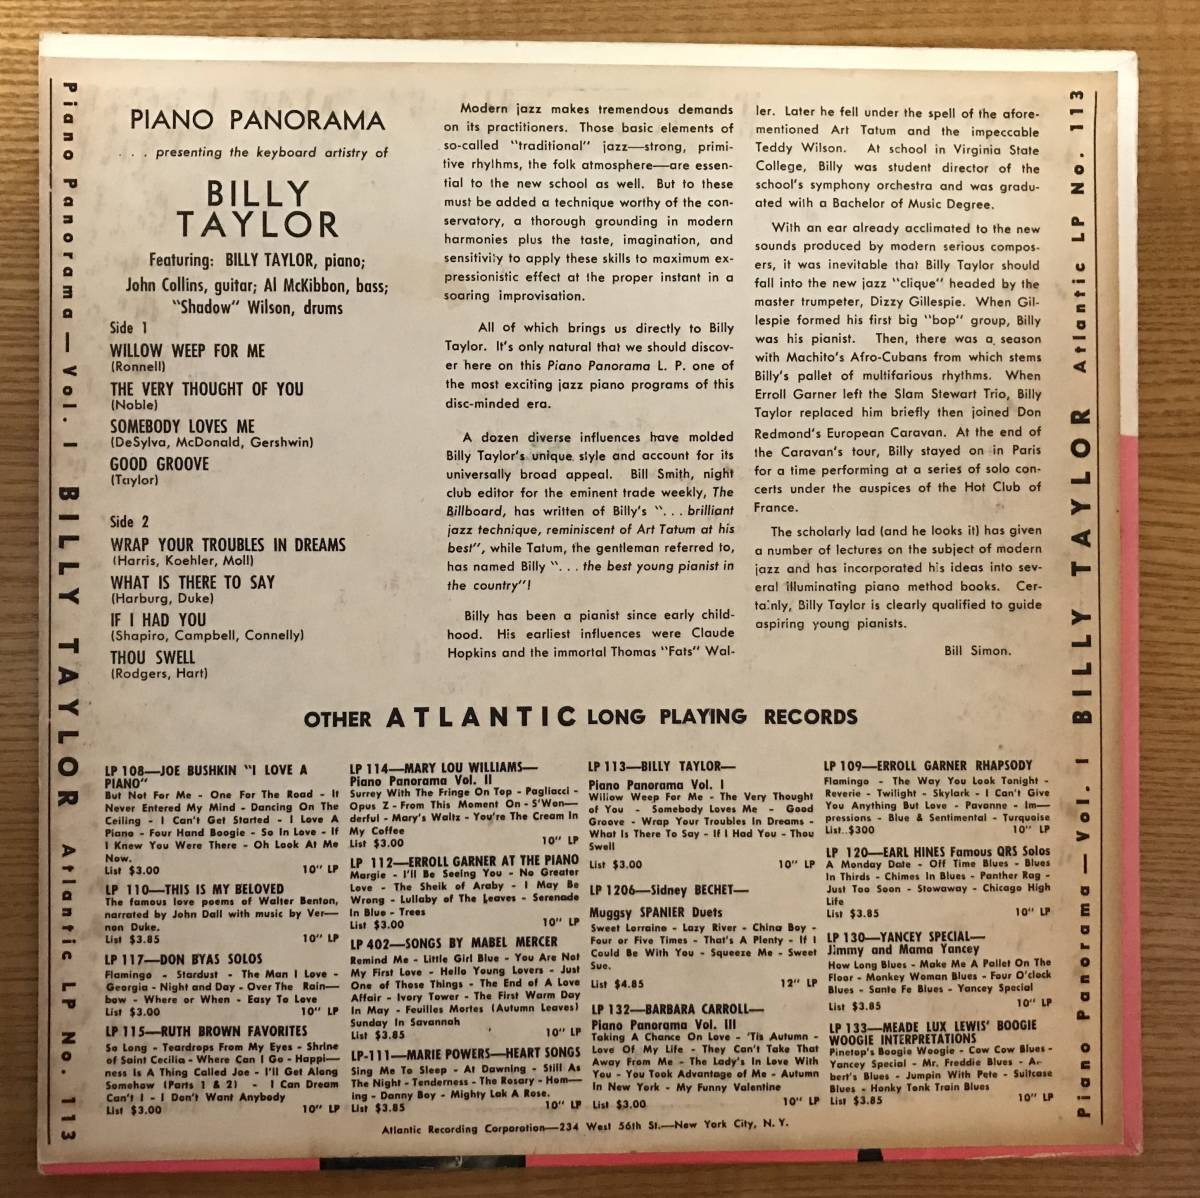 Piano Panorama — Vol. I BILLY TAYLOR Atlantic LP No. 113
PIANO PANORAMA
. . . presenting the keyboard artistry of
BILLY
TAYLOR
Featuring: BILLY TAYLOR, piano;
John Collins, guitar; Al McKibbon, bass;
"Shadow" Wilson, drums
Side 1
WILLOW WEEP FOR ME
(Ronnell)
THE VERY THOUGHT OF YOU
(Noble)
SOMEBODY LOVES ME
(DeSylva, McDonald, Gershwin)
GOOD GROOVE
(Taylor)
Side 2
WRAP YOUR TROUBLES IN DREAMS
(Harris, Koehler, Moll)
WHAT IS THERE TO SAY
(Harburg, Duke)
IF I HAD YOU
(Shapiro, Campbell, Connelly)
THOU SWELL
(Rodgers, Hart)
Modern jazz makes tremendous demands
on its practitioners. Those basic elements of
so-called "traditional" jazz—strong, primi-
tive rhylhms, the folk atmosphere—are essen-
tial to the new school as well. But to these
must be added a technique worthy of the con-
servatory, a thorough grounding in modern
harmonies plus the taste, imagination, and
sensitivity to apply these skills to maximum ex-
pressionistic effect at the proper instant in a
soaring improvisation.
All of which brings us directly to Billy
Taylor. It's only natural that we should discov-
er here on this Piano Panorama L. P. one of
the most exciting jazz piano programs of this
disc-minded era.
A dozen diverse influences have molded
Billy Taylor's unique style and account for its
universally broad appeal. Bill Smith, night
club editor for the eminent trade weekly, The
Billboard, has written of Billy's "... brilliant
jazz technique, reminiscent of Art Tatum at his
best", while Tatum, the gentleman referred to,
has named Billy "... the best young pianist in
the country"!
Billy has been a pianist since early child-
hood. His earliest influences were Claude
Hopkins and the immortal Thomas "Fats" Wal-
ler. Later he fell under the spell of the afore-
mentioned Art Tatum and the impeccable
Teddy Wilson. At school in Virginia State
College, Billy was student director of the
school's symphony orchestra and was gradu-
ated with a Bachelor of Music Degree.
With an ear already acclimated to the new
sounds produced by modern serious compos-
ers, it was inevitable that Billy Taylor should
fall into the new jazz "clique" headed by the
master trumpeter, Dizzy Gillespie. When Gil-
lespie formed his first big "bop" group, Billy
was his pianist. Then, there was a season
with Machito's Afro-Cubans from which stems
Billy's pallet of multifarious rhythms. When
Erroll Garner left the Slam Stewart Trio, Billy
Taylor replaced him briefly then joined Don
Redmond's European Caravan. At the end of
the Caravan's tour, Billy stayed on in Paris
for a time performing at a series of solo con-
certs under the auspices of the Hot Club of
France.
The scholarly lad (and he looks it) has given
a number of lectures on the subject of modern
jazz and has incorporated his ideas into sev-
eral illuminating piano method books. Cer-
tainly, Billy Taylor is clearly qualified to guide
aspiring young pianists.
Bill Simon.
OTHER ATLANTIC LONG PLAYING RECORDS
LP 108—JOE BUSHKIN "I LOVE A
PIANO"
But Not For Me - One For The Road - It
Never Entered My Mind - Dancing On The
Ceiling - I Can't Get Started - I Love A
Piano - Four Hand Boogie - So In Love - If
I Knew You Were There - Oh Look At Me
Now.
List $3.00 10" LP
LP 110—THIS IS MY BELOVED
The famous love poems of Walter Benton,
narrated by John Dall with music by Ver—
non Duke.
List $3.85 10" LP
LP 117—DON BYAS SOLOS
Flamingo - Stardust - The Man I Love -
Georgia - Night and Day - Over The Rain—
bow - Where or When - Easy To Love
List $3.00 10" LP
LP 115—RUTH BROWN FAVORITES
So Long - Teardrops From My Eyes - Shrine
of Saint Cecilia - Where Can I Go - Happi—
ness Is A Thing Called Joe - I'll Get Along
Somehow (Parts 1 & 2) - I Can Dream
Can't I - I Don't Want Anybody
List $3.00 10" LP
LP 114—MARY LOU WILLIAMS—
Piano Panorama Vol. II
Surrey With The Fringe On Top - Pagliacci -
Opus Z - From This Moment On - S'Won—
derful - Mary's Waltz - You're The Cream In
My Coffee
List $3.00 10" LP
LP 112—ERROLL GARNER AT THE PIANO
Margie - I'll Be Seeing You - No Greater
Love - The Sheik of Araby - I May Be
Wrong - Lullaby of The Leaves - Serenade
In Blue - Trees
List $3.00 10" LP
LP 402—SONGS BY MABEL MERCER
Remind Me - Little Girl Blue - You Are Not
My First Love - Hello Young Lovers - Just
One of Those Things - The End of A Love
Affair - Ivory Tower - The First Warm Day
In May - Feuilles Mortes (Autumn Leaves)
Sunday In Savannah
List $3.85 10" LP
LP-111—MARIE POWERS—HEART SONGS
Sing Me To Sleep - At Dawning - Still As
The Night - Tenderness - The Rosary - Hom—
ing - Danny Boy - Mighty Lak A Rose.
List $3.85 10" LP
LP 113—BILLY TAYLOR—
Piano Panorama Vol. I
Willow Weep For Me - The Very Thought
of You - Somebody Loves Me - Good
Groove - Wrap Your Troubles In Dreams -
What Is There To Say - If I Had You - Thou
Swell
List $3.00 10" LP
LP 1206—Sidney BECHET—
Muggsy SPANIER Duets
Sweet Lorraine - Lazy River - China Boy -
Four or Five Times - That's A Plenty - If I
Could Be With You - Squeeze Me - Sweet
Sue.
List $4.85 12" LP
LP 132—BARBARA CARROLL—
Piano Panorama Vol. III
Taking A Chance On Love - 'Tis Autumn -
Love Of My Life - They Can't Take That
Away From Me - The Lady's In Love With
You - You Took Advantage of Me - Autumn
In New York - My Funny Valentine
List $3.00 10" LP
LP 109—ERROLL GARNER RHAPSODY
Flamingo - The Way You Look Tonight -
Reverie - Twilight - Skylark - I Can't Give
You Anything But Love - Pavanne - Im—
pressions - Blue & Sentimental - Turquoise
List..$300 10" LP
LP 120—EARL HINES Famous QRS Solos
A Monday Date - Off Time Blues - Blues
In Thirds - Chimes In Blues - Panther Rag -
Just Too Soon - Stowaway - Chicago High
Life
List $3.85 10" LP
LP 130—YANCEY SPECIAL—
Jimmy and Mama Yancey
How Long Blues - Make Me A Pallet On The
Floor - Monkey Woman Blues - Four O'clock
Blues - Sante Fe Blues - Yancey Special
List $3.85 10" LP
LP 133—MEADE LUX LEWIS' BOOGIE
WOOGIE INTERPRETATIONS
Pinetop's Boogie Woogie - Cow Cow Blues -
Yancey Special - Mr. Freddie Blues - Al-
bert's Blues - Jumpin With Pete - Suitcase
Blues - Honky Tonk Train Blues
List $3.85 10" LP
Atlantic Recording Corporation—234 West 56th St.—New York City, N. Y.
Piano Panorama—Vol. I BILLY TAYLOR Atlantic LP No. 113